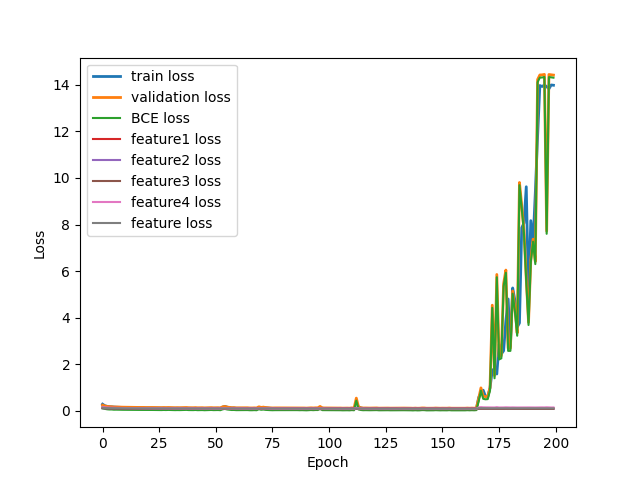 train loss
validation loss
BCE loss
feature1 loss
feature2 loss
feature3 loss
feature4 loss
feature loss
14
12
10
8
6
4
2
0
Loss
0 25 50 75 100 125 150 175 200
Epoch